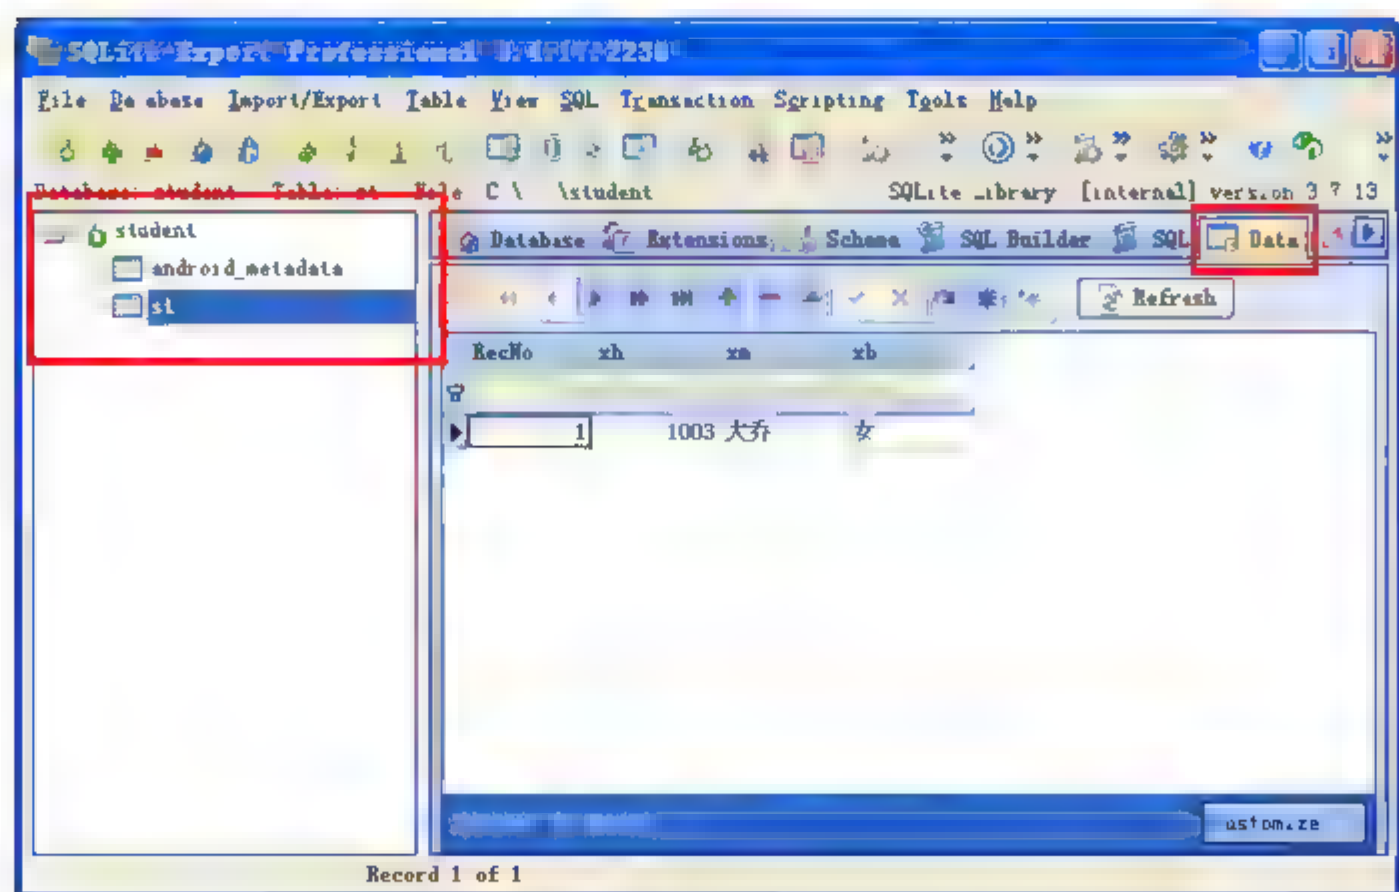 SQLite Expert Professional
File Database Import/Export Table View SQL Transaction Scripting Tools Help
Database: student Table: st C:\ \student SQLite Library [internal] version 3 7 13
student
android_metadata
st
Database Extensions Schema SQL Builder SQL Data
Refresh
RecNo xh xm xb
1 1003 大乔 女
Customize
Record 1 of 1